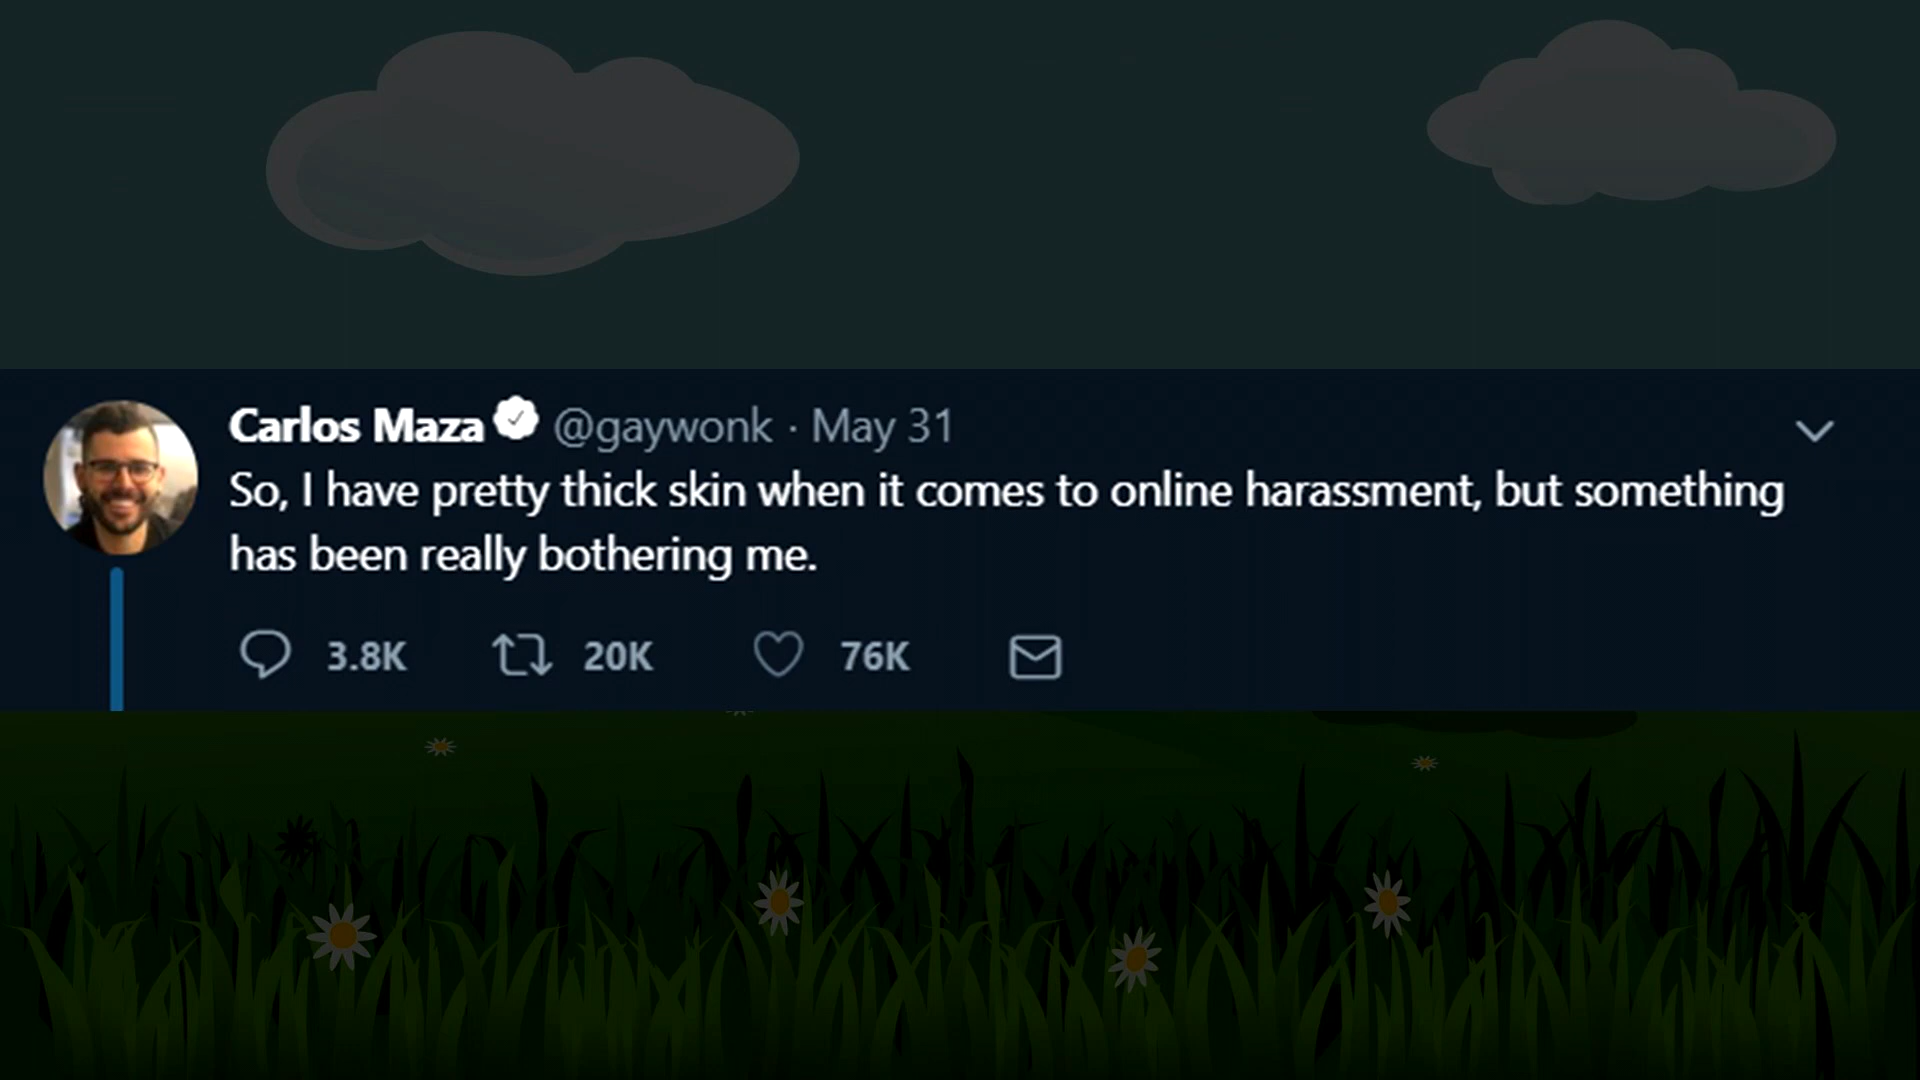 Carlos Maza @gaywonk · May 31
So, I have pretty thick skin when it comes to online harassment, but something
has been really bothering me.
3.8K 20K 76K